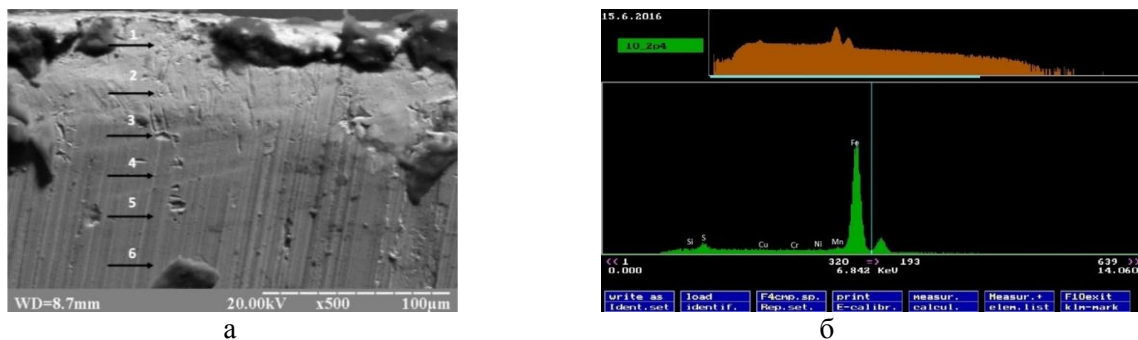 1
2
3
4
5
6
WD=8.7mm 20.00kV x500 100µm
а
15.6.2016
10_2p4
Fe
Si S Cu Cr Ni Mn
<< 1 320 => 193 639 >>
0.000 6.842 KeV 14.060
write as load F4cmp.sp. print measur. Measur.+ F10exit
Ident.set identif. Rep.set. E-calibr. calcul. elem.list klm-mark
б